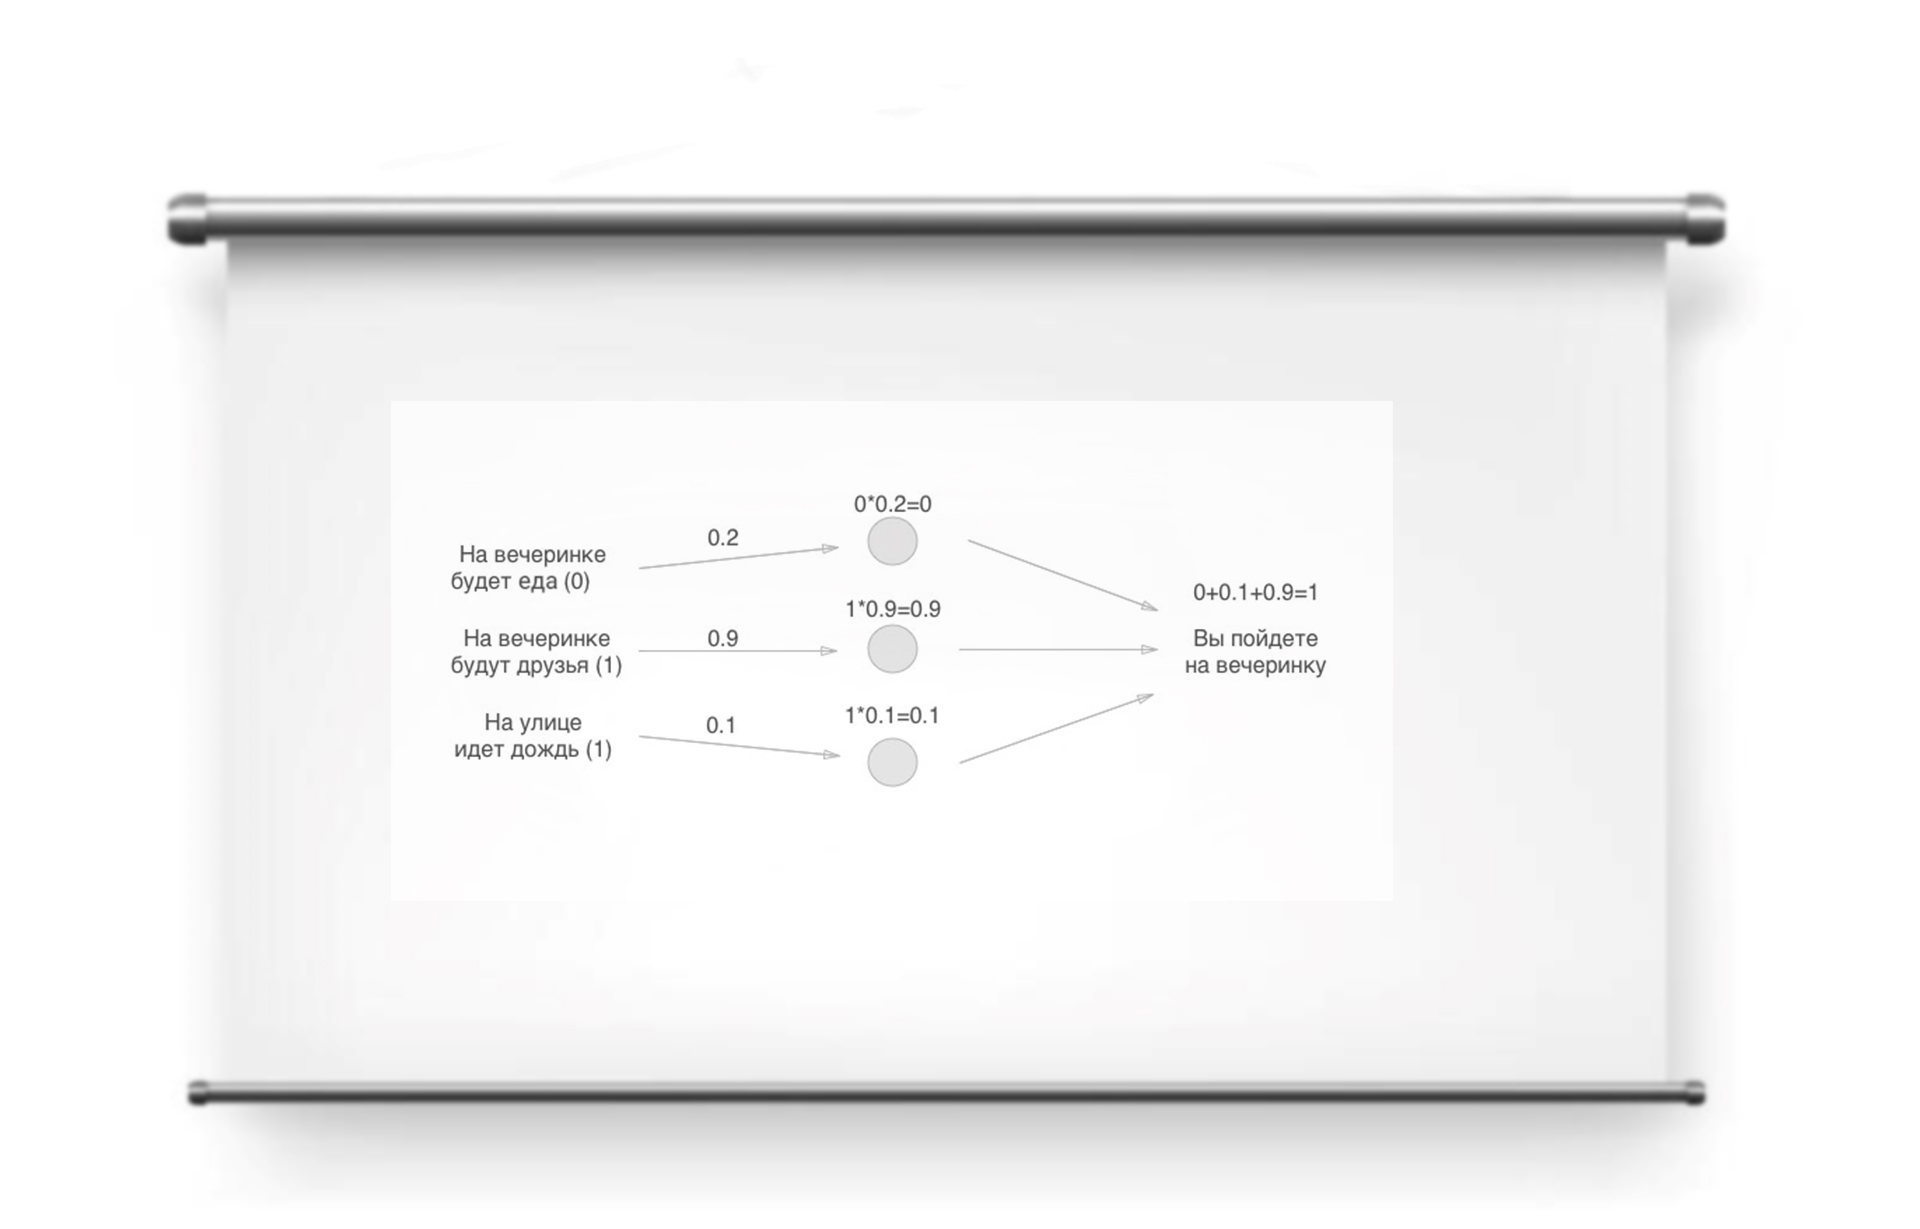 0*0.2=0
0.2
На вечеринке
будет еда (0)
1*0.9=0.9
0.9
На вечеринке
будут друзья (1)
1*0.1=0.1
0.1
На улице
идет дождь (1)
0+0.1+0.9=1
Вы пойдете
на вечеринку